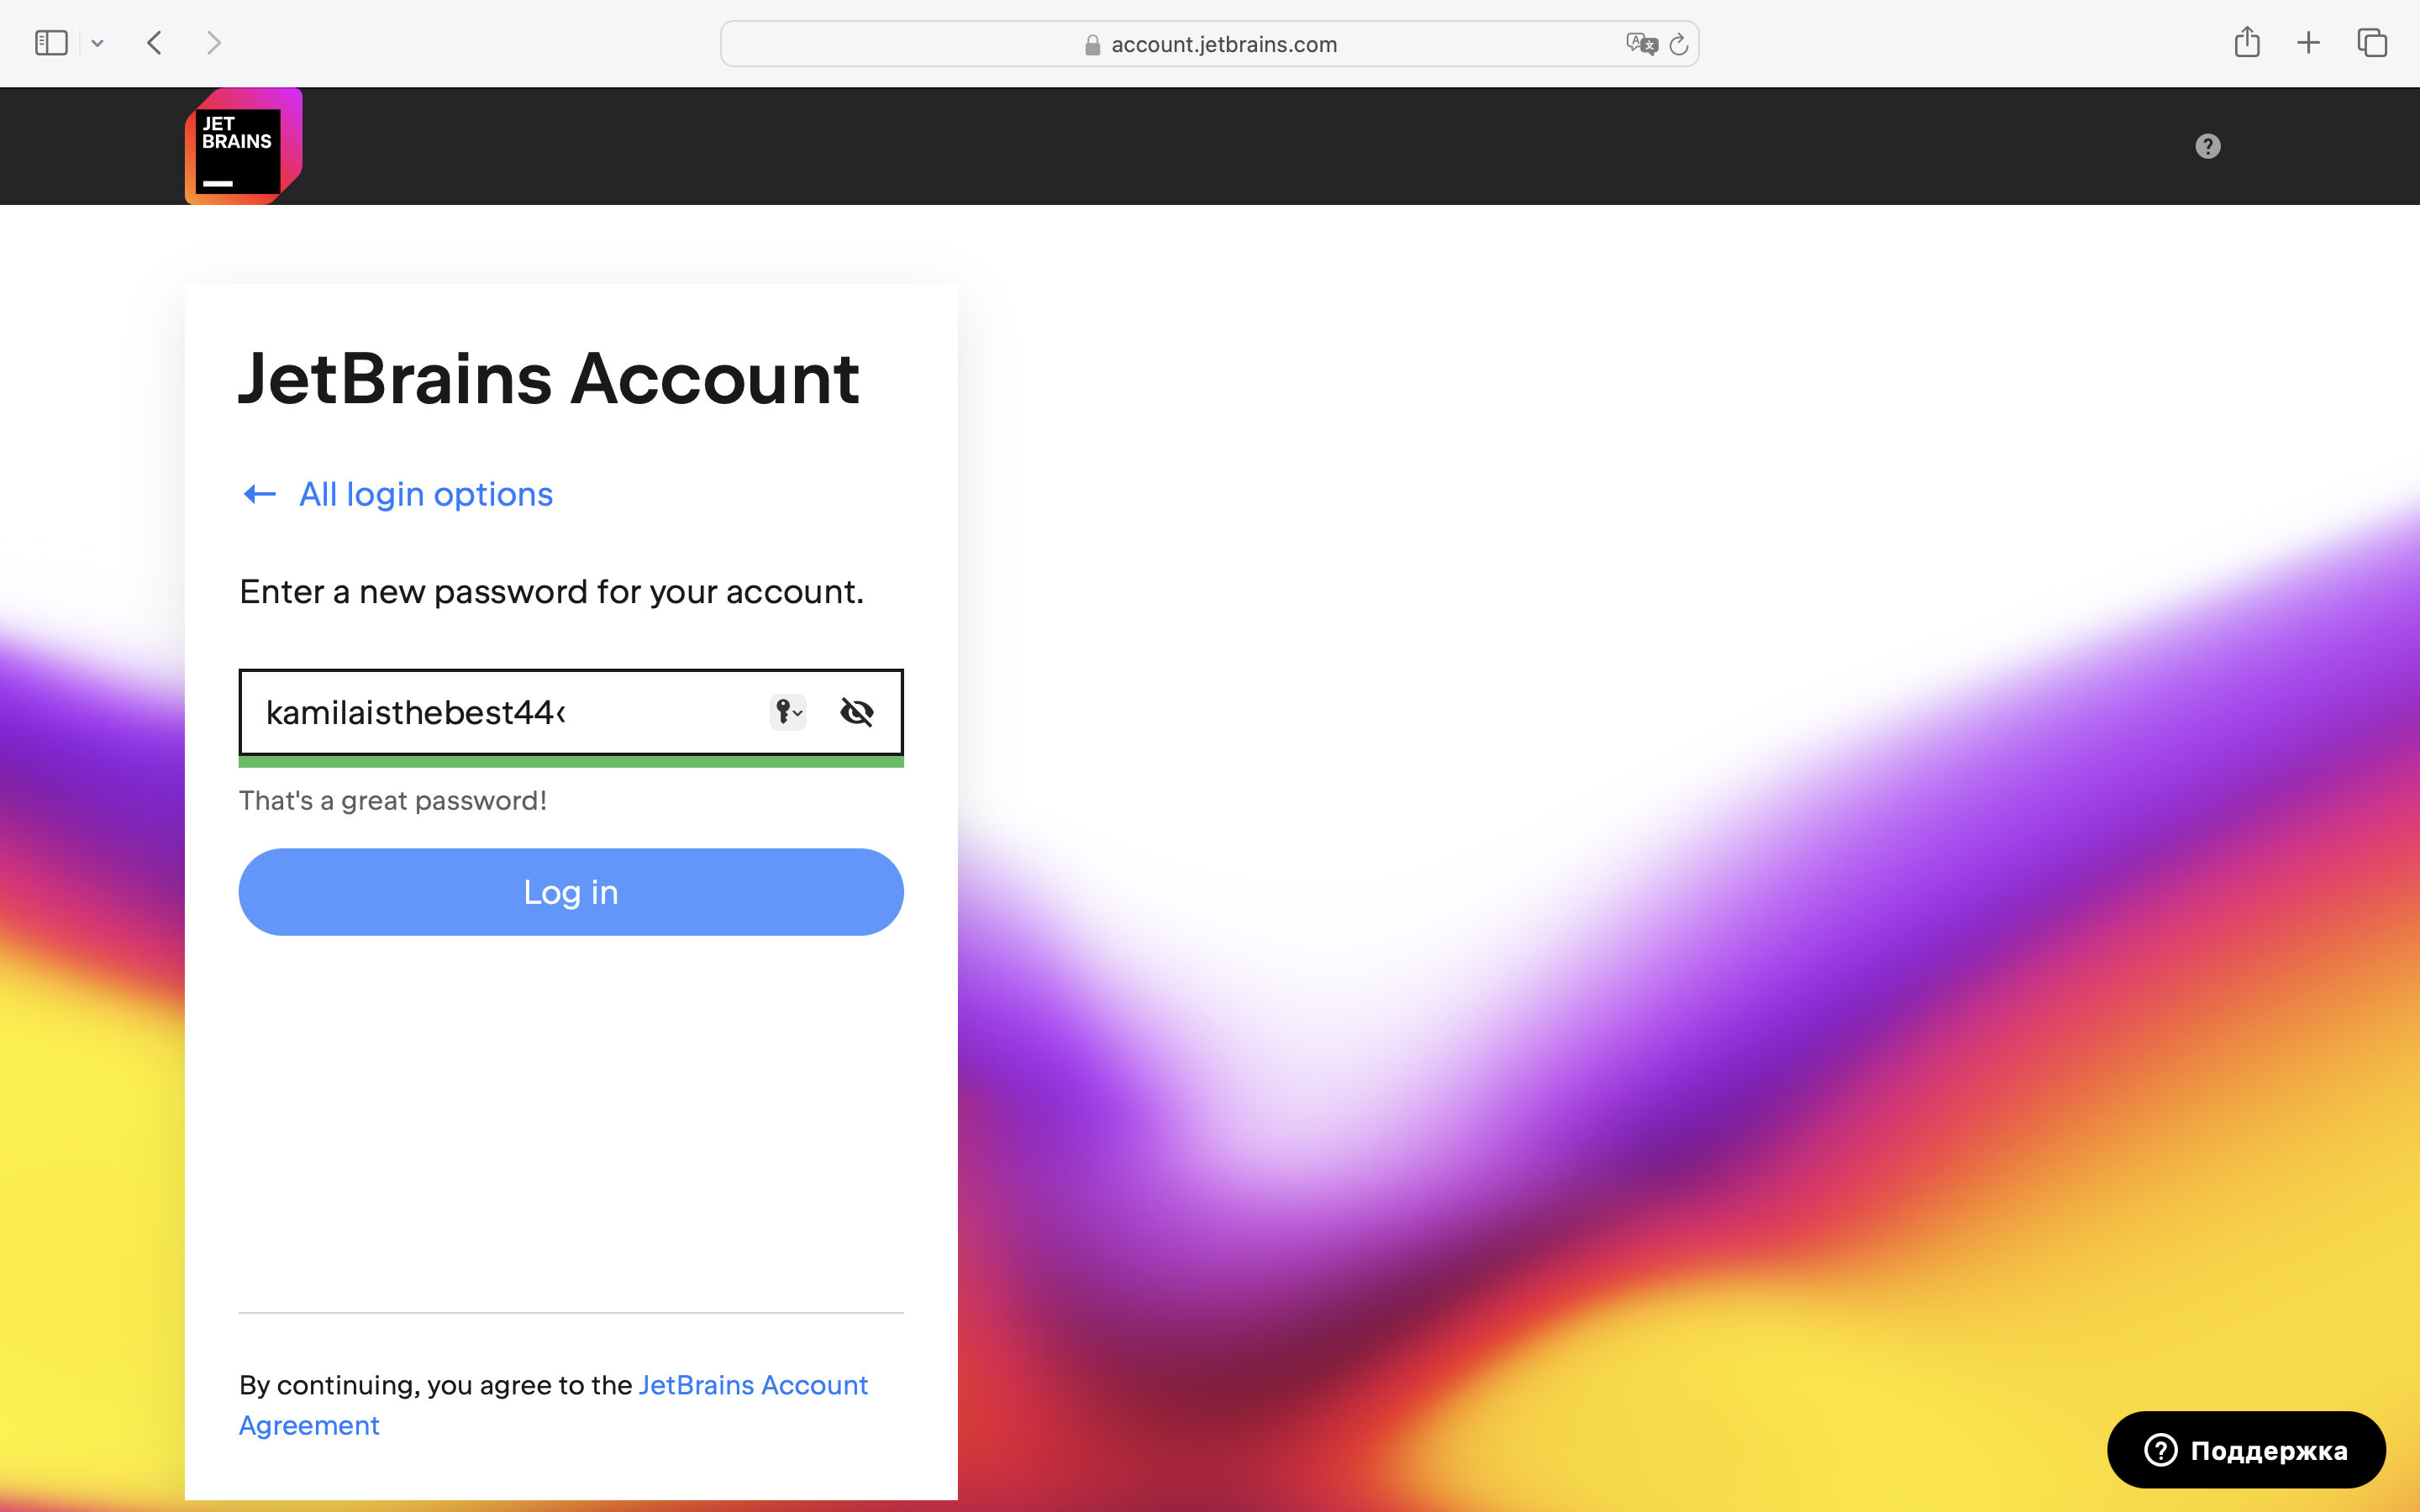 account.jetbrains.com
JET
BRAINS
JetBrains Account
← All login options
Enter a new password for your account.
kamilaisthebest44‹
That's a great password!
Log in
By continuing, you agree to the JetBrains Account
Agreement
Поддержка